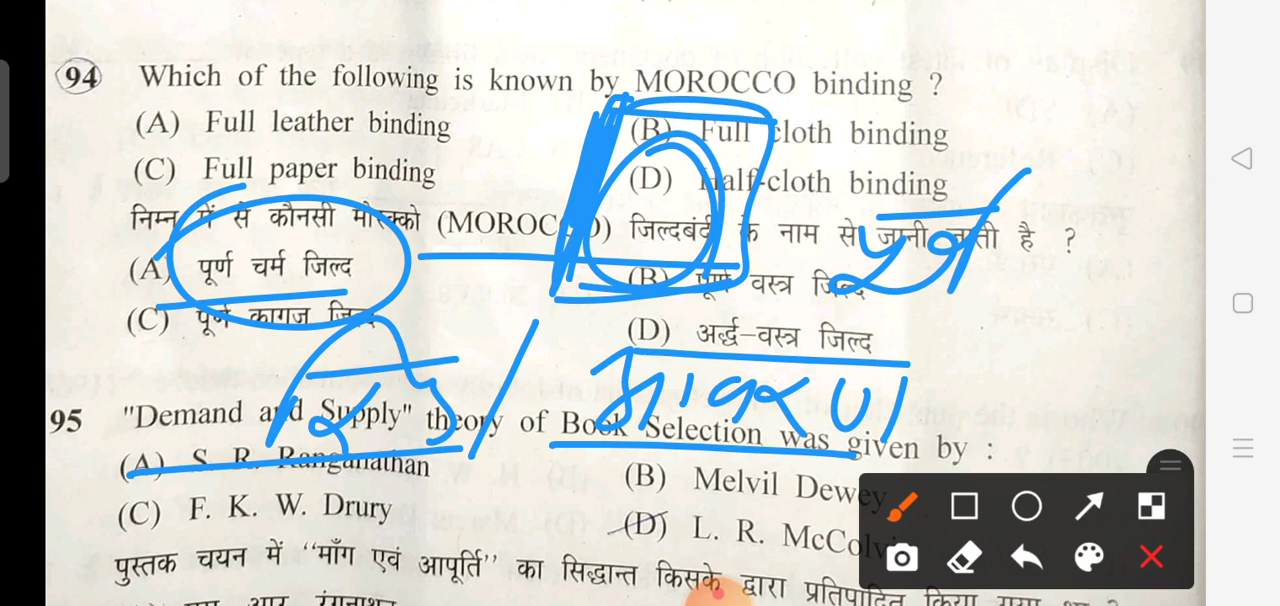 94 Which of the following is known by MOROCCO binding ?
(A) Full leather binding (B) Full cloth binding
(C) Full paper binding (D) Half-cloth binding
निम्न में से कौनसी मोरक्को (MOROCCO) जिल्दबंदी के नाम से जानी जाती है ?
(A) पूर्ण चर्म जिल्द (B) पूर्ण वस्त्र जिल्द
(C) पूर्ण कागज जिल्द (D) अर्द्ध-वस्त्र जिल्द
आवरण
95 "Demand and Supply" theory of Book Selection was given by :
(A) S. R. Ranganathan (B) Melvil Dewey
(C) F. K. W. Drury (D) L. R. McColvin
पुस्तक चयन में "माँग एवं आपूर्ति" का सिद्धान्त किसके द्वारा प्रतिपादित किया गया था ?